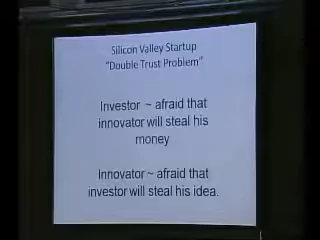 Silicon Valley Startup
“Double Trust Problem”
Investor ~ afraid that
innovator will steal his
money
Innovator ~ afraid that
investor will steal his idea.